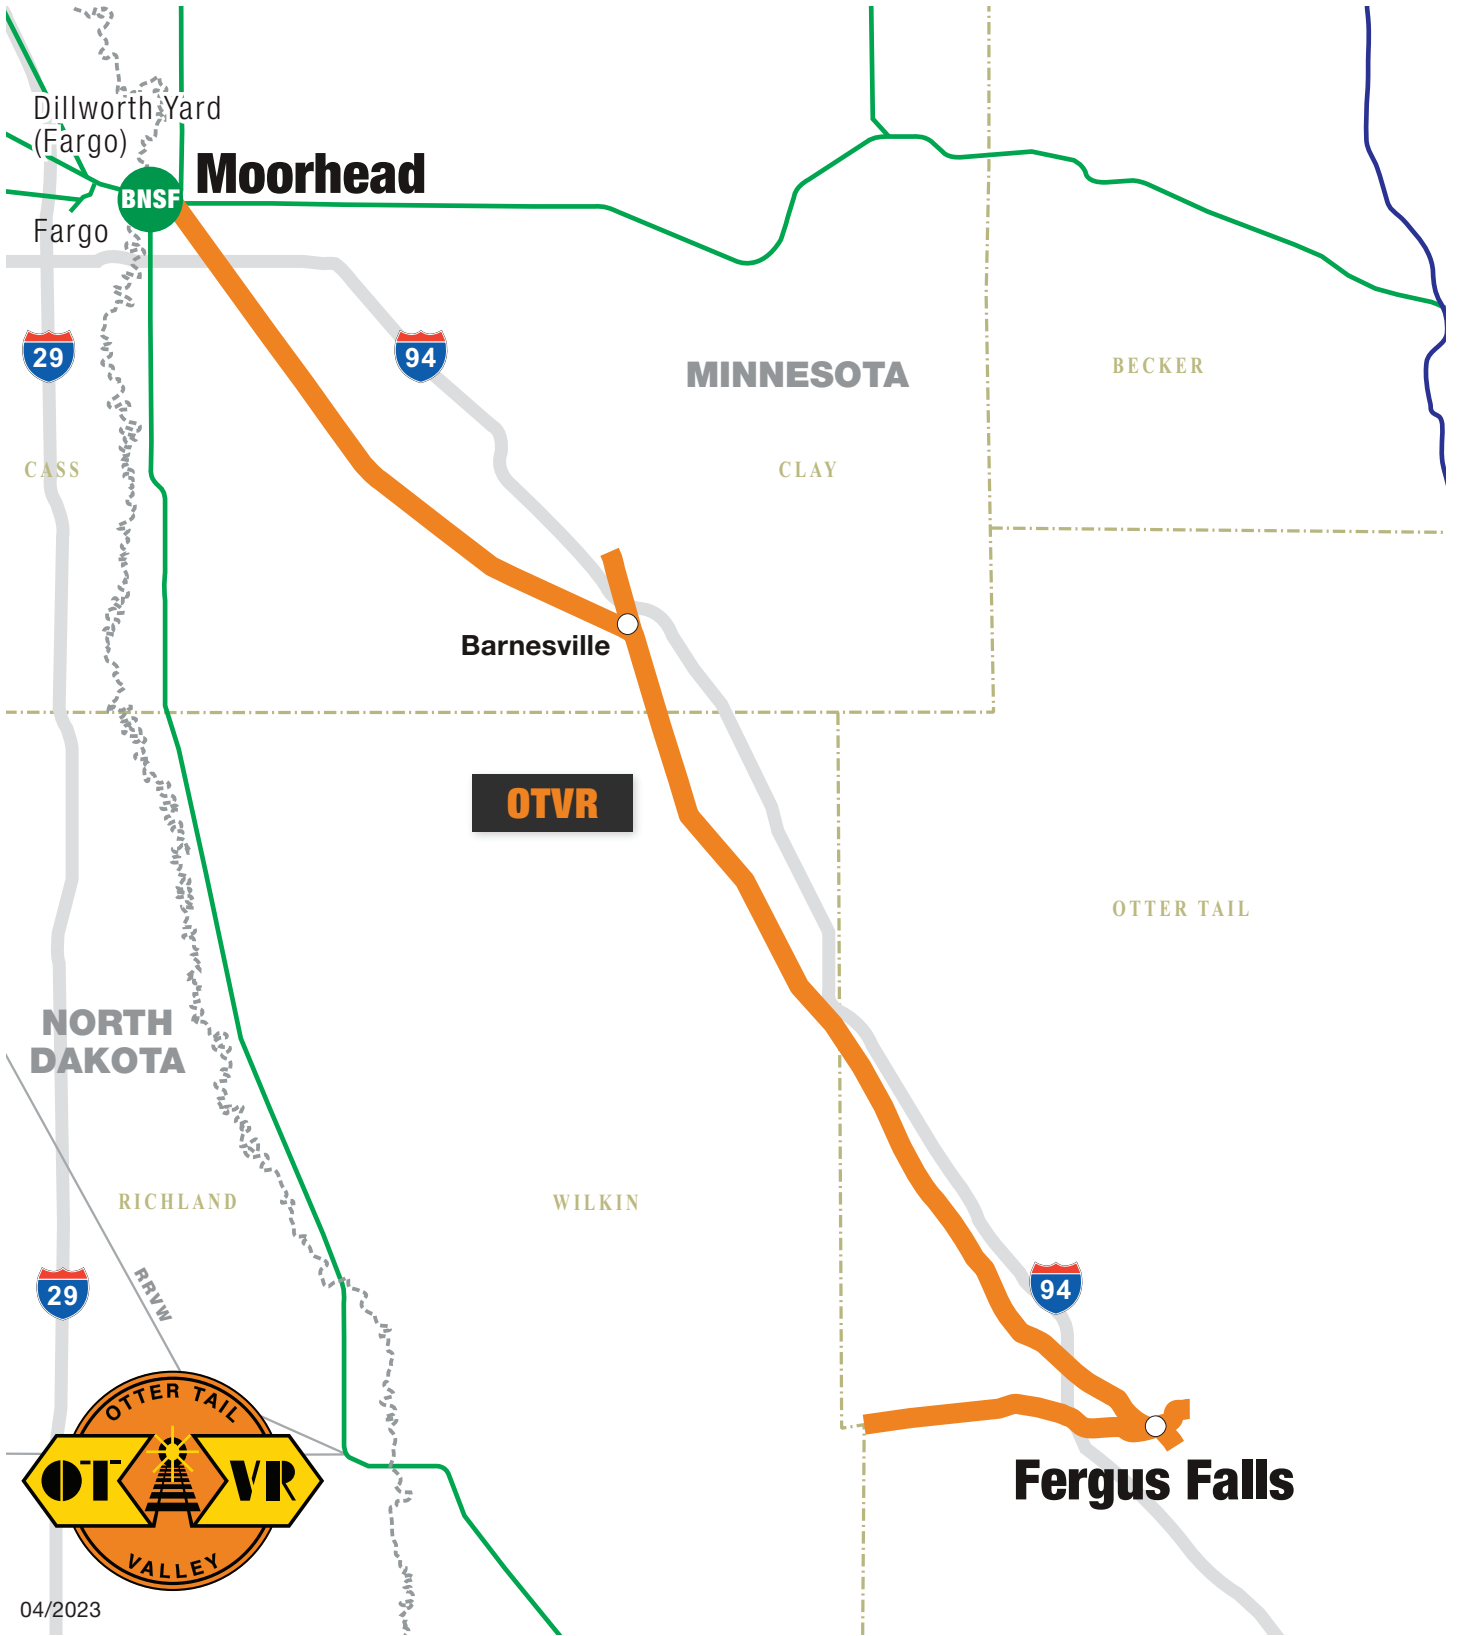 Dillworth Yard
(Fargo)
Moorhead
BNSF
Fargo
29
94
MINNESOTA
BECKER
CASS
CLAY
Barnesville
OTVR
OTTER TAIL
NORTH
DAKOTA
RICHLAND
WILKIN
RRVW
29
94
OTTER TAIL
OT VR
VALLEY
Fergus Falls
04/2023